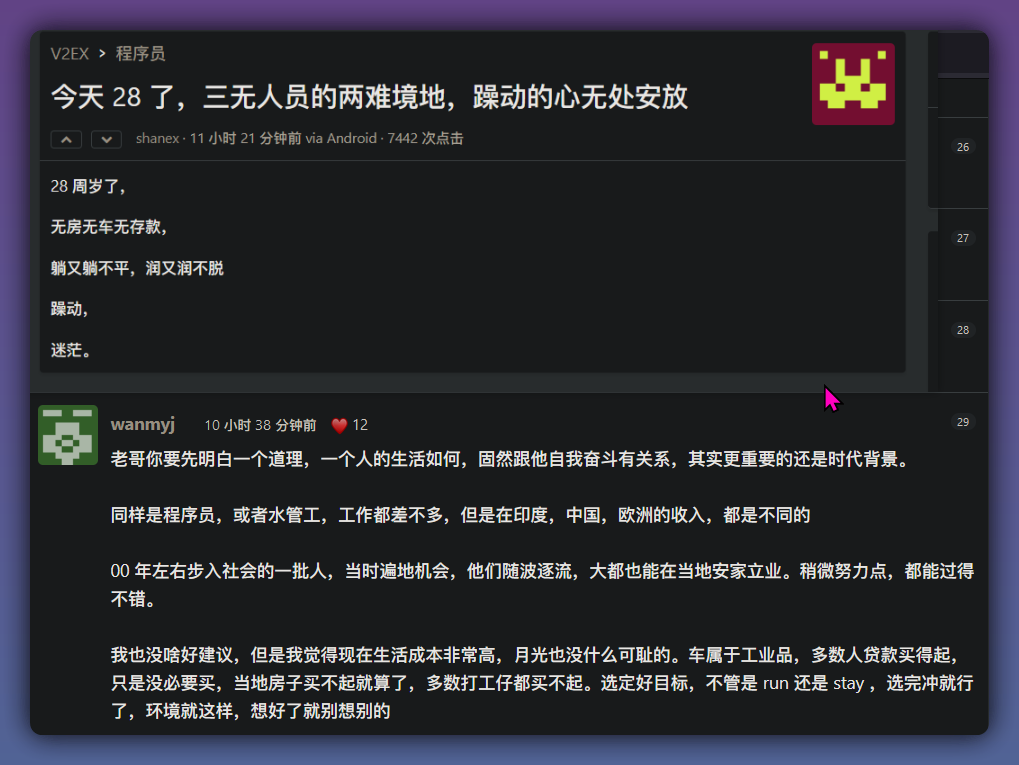 V2EX > 程序员
今天 28 了，三无人员的两难境地，躁动的心无处安放
shanex · 11 小时 21 分钟前 via Android · 7442 次点击
28 周岁了，
无房无车无存款，
躺又躺不平，润又润不脱
躁动，
迷茫。
26
27
28
29
wanmyj 10 小时 38 分钟前 ❤️ 12
老哥你要先明白一个道理，一个人的生活如何，固然跟他自我奋斗有关系，其实更重要的还是时代背景。
同样是程序员，或者水管工，工作都差不多，但是在印度，中国，欧洲的收入，都是不同的
00 年左右步入社会的一批人，当时遍地机会，他们随波逐流，大都也能在当地安家立业。稍微努力点，都能过得
不错。
我也没啥好建议，但是我觉得现在生活成本非常高，月光也没什么可耻的。车属于工业品，多数人贷款买得起，
只是没必要买，当地房子买不起就算了，多数打工仔都买不起。选定好目标，不管是 run 还是 stay ，选完冲就行
了，环境就这样，想好了就别想别的